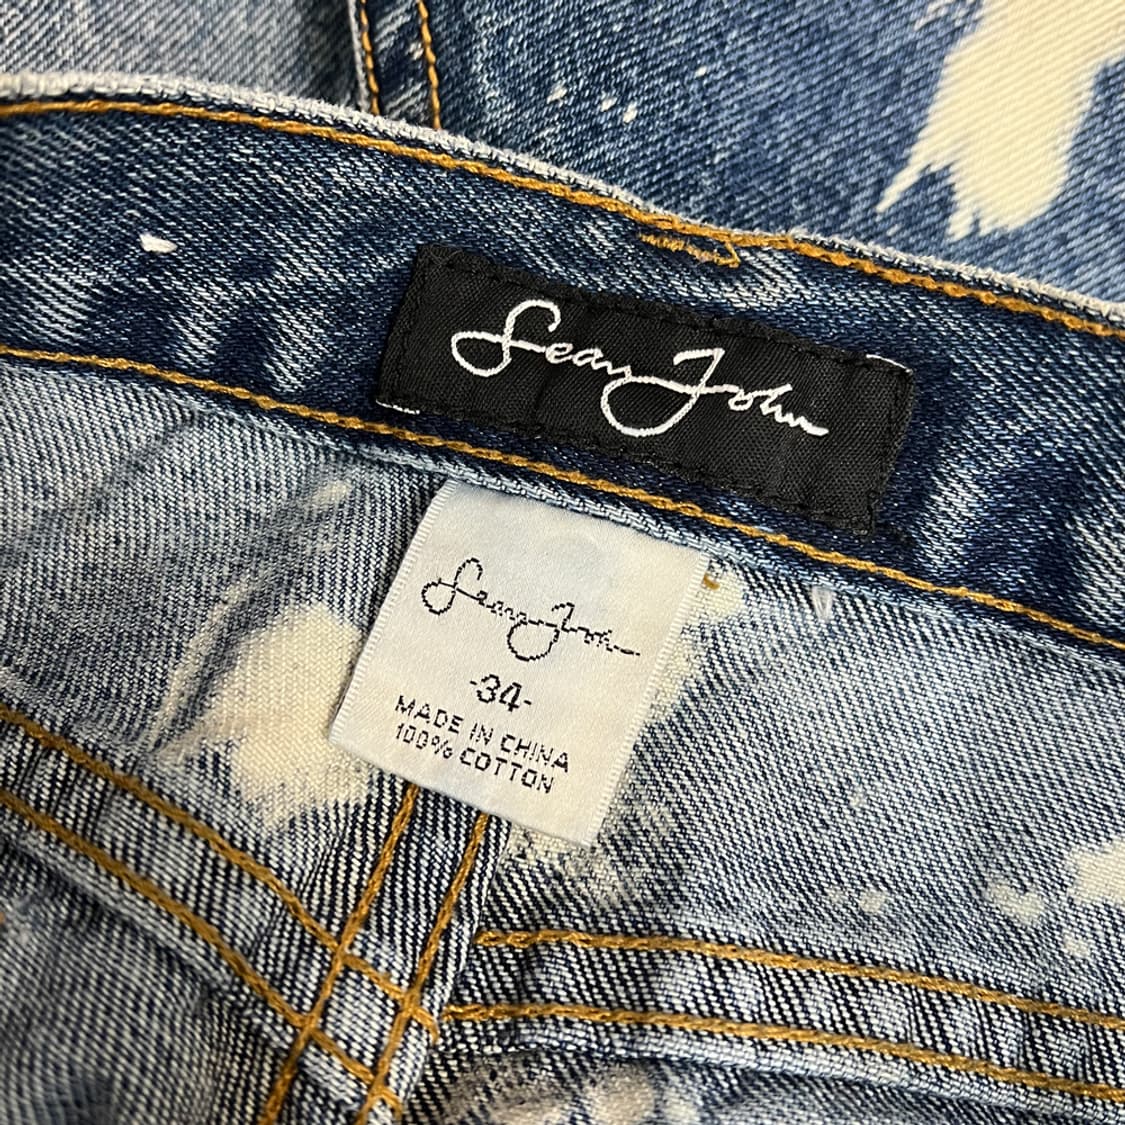 Sean John
Sean John
-34-
MADE IN CHINA
100% COTTON